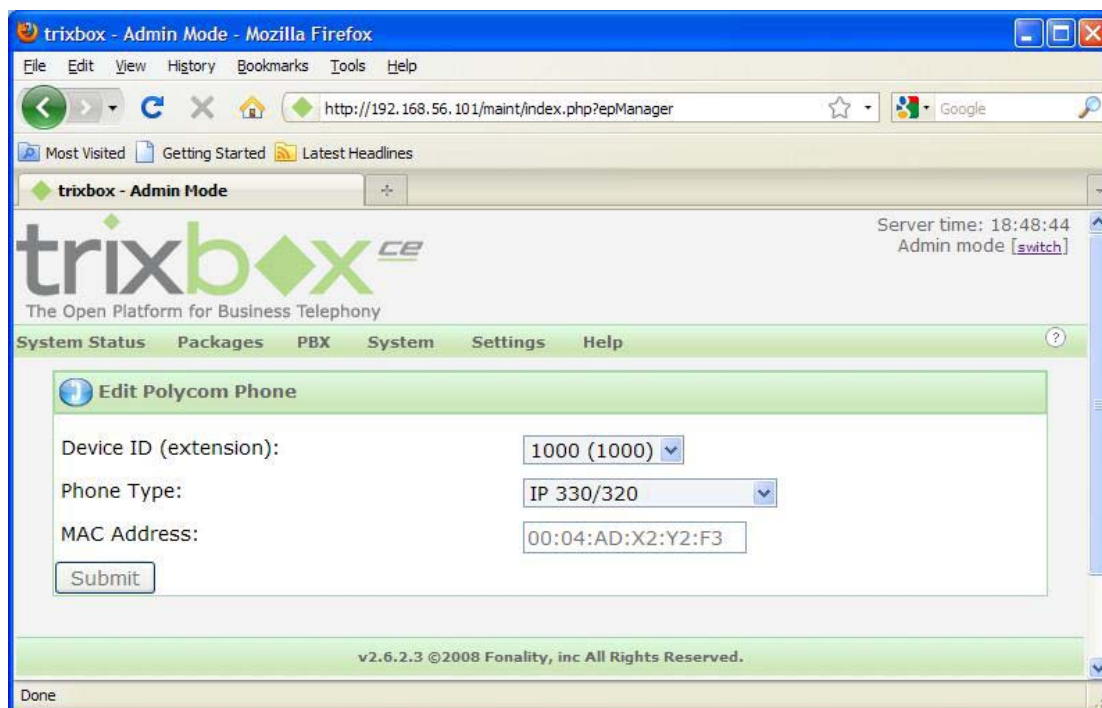 trixbox - Admin Mode - Mozilla Firefox
File Edit View History Bookmarks Tools Help
http://192.168.56.101/maint/index.php?epManager Google
Most Visited Getting Started Latest Headlines
trixbox - Admin Mode
Server time: 18:48:44
Admin mode [switch]
trixbox ce
The Open Platform for Business Telephony
System Status Packages PBX System Settings Help ?
Edit Polycom Phone
Device ID (extension): 1000 (1000)
Phone Type: IP 330/320
MAC Address: 00:04:AD:X2:Y2:F3
Submit
v2.6.2.3 ©2008 Fonality, inc All Rights Reserved.
Done